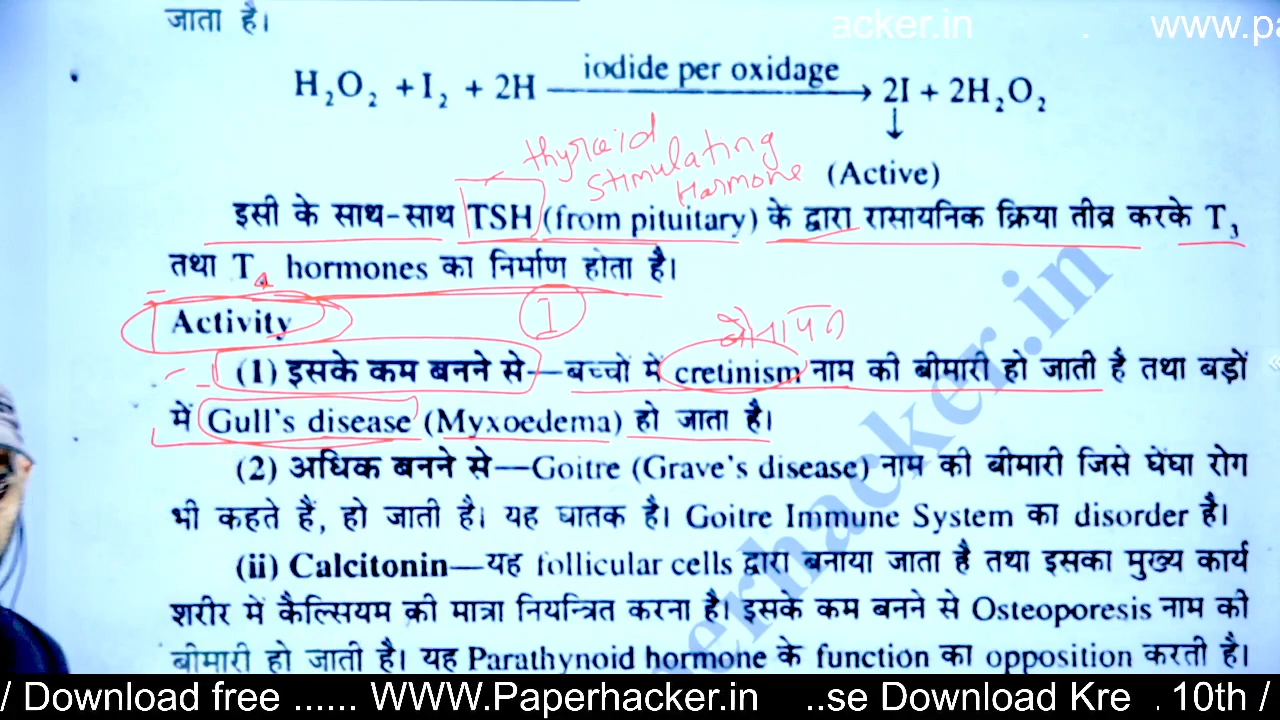 acker.in . www.pa
जाता है।
H₂O₂ + I₂ + 2H iodide per oxidage → 2I + 2H₂O₂
↓
thyroid
stimulating
Harmone
(Active)
इसी के साथ-साथ TSH (from pituitary) के द्वारा रासायनिक क्रिया तीव्र करके T₃
तथा T₄ hormones का निर्माण होता है।
Activity
1
बौनापन
(1) इसके कम बनने से—बच्चों में cretinism नाम की बीमारी हो जाती है तथा बड़ों
में Gull's disease (Myxoedema) हो जाता है।
(2) अधिक बनने से—Goitre (Grave's disease) नाम की बीमारी जिसे घेंघा रोग
भी कहते हैं, हो जाती है। यह घातक है। Goitre Immune System का disorder है।
(ii) Calcitonin—यह follicular cells द्वारा बनाया जाता है तथा इसका मुख्य कार्य
शरीर में कैल्सियम की मात्रा नियन्त्रित करना है। इसके कम बनने से Osteoporesis नाम की
बीमारी हो जाती है। यह Parathynoid hormone के function का opposition करती है।
perhacker.in
/ Download free ...... WWW.Paperhacker.in ..se Download Kre . 10th /